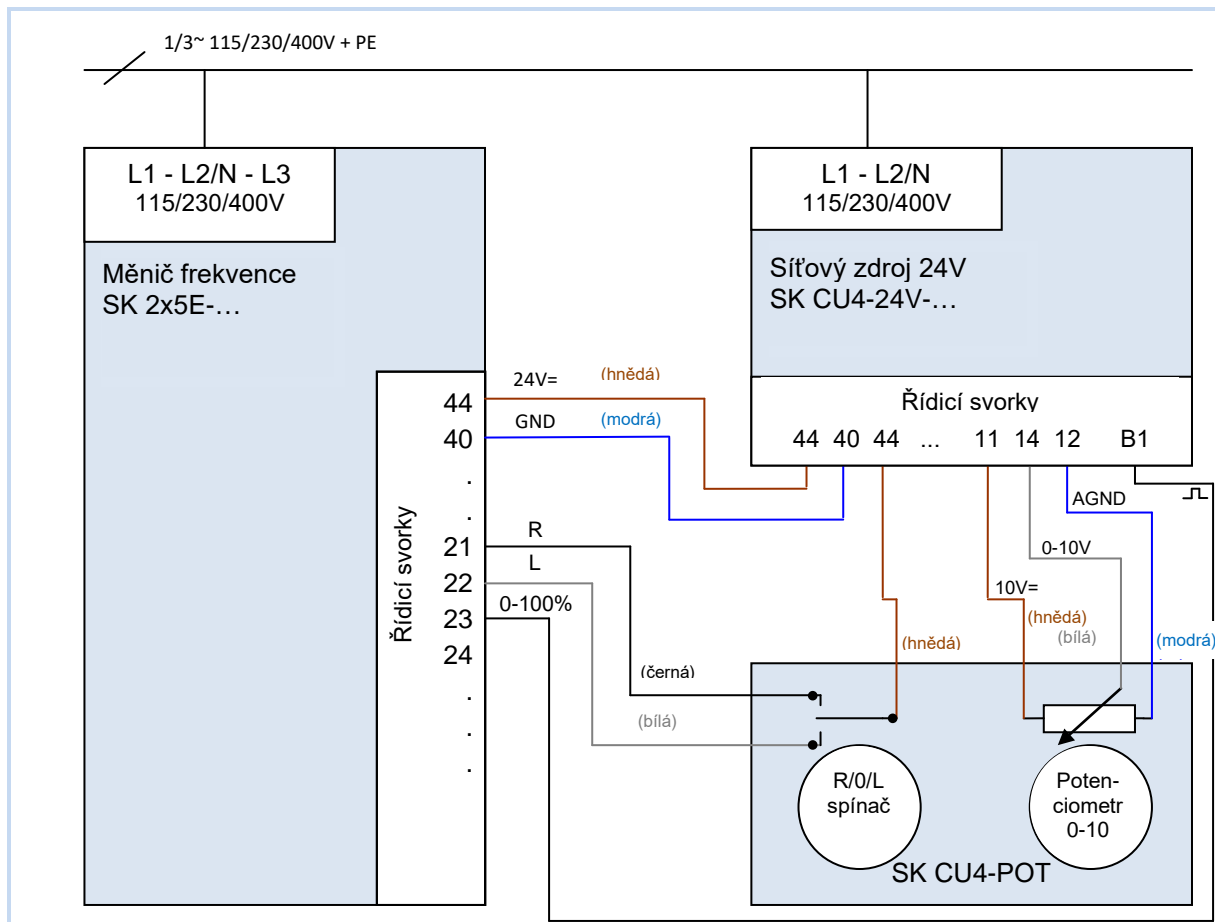 1/3~ 115/230/400V + PE
L1 - L2/N - L3
115/230/400V
Měnič frekvence
SK 2x5E-…
L1 - L2/N
115/230/400V
Síťový zdroj 24V
SK CU4-24V-…
Řídicí svorky
44 40 44 ... 11 14 12 B1
Řídicí svorky
44
40
.
.
21
22
23
24
.
.
.
24V=
(hnědá)
GND
(modrá)
R
L
0-100%
(černá)
(bílá)
AGND
0-10V
10V=
(hnědá)
(bílá)
(hnědá)
(modrá)
R/0/L
spínač
Poten-
ciometr
0-10
SK CU4-POT